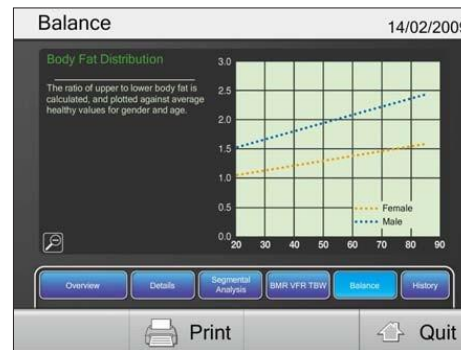 Balance
14/02/2009
Body Fat Distribution
The ratio of upper to lower body fat is
calculated, and plotted against average
healthy values for gender and age.
3.0
2.5
2.0
1.5
1.0
0.5
0.0
20 30 40 50 60 70 80 90
Female
Male
Overview
Details
Segmental
Analysis
BMR VFR TBW
Balance
History
Print
Quit